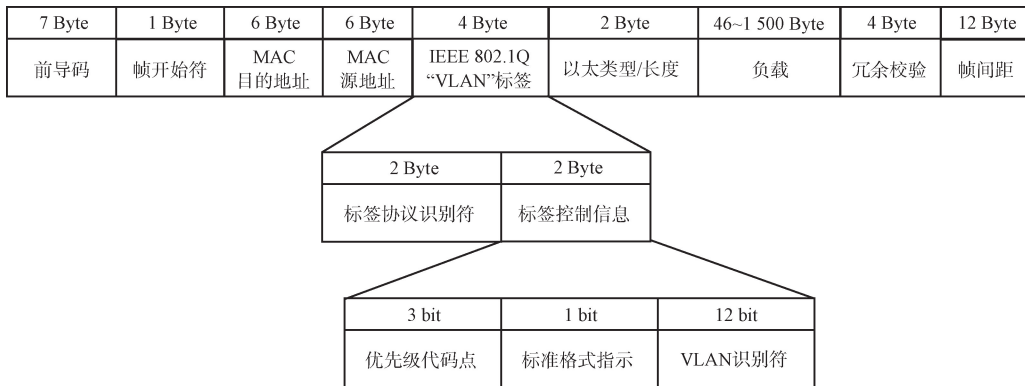 7 Byte 1 Byte 6 Byte 6 Byte 4 Byte 2 Byte 46~1 500 Byte 4 Byte 12 Byte
前导码 帧开始符 MAC 目的地址 MAC 源地址 IEEE 802.1Q “VLAN”标签 以太类型/长度 负载 冗余校验 帧间距
2 Byte 2 Byte
标签协议识别符 标签控制信息
3 bit 1 bit 12 bit
优先级代码点 标准格式指示 VLAN识别符